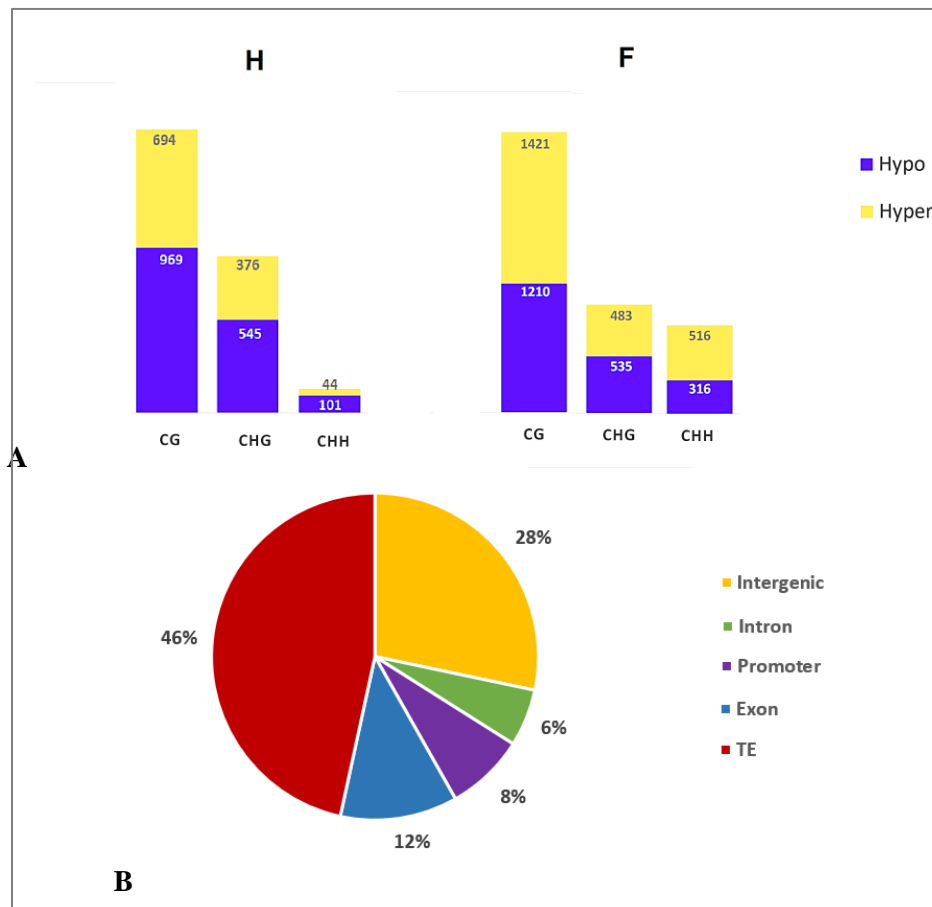 H
F
694
969
376
545
44
101
CG
CHG
CHH
1421
1210
483
535
516
316
CG
CHG
CHH
Hypo
Hyper
A
28%
6%
8%
12%
46%
Intergenic
Intron
Promoter
Exon
TE
B